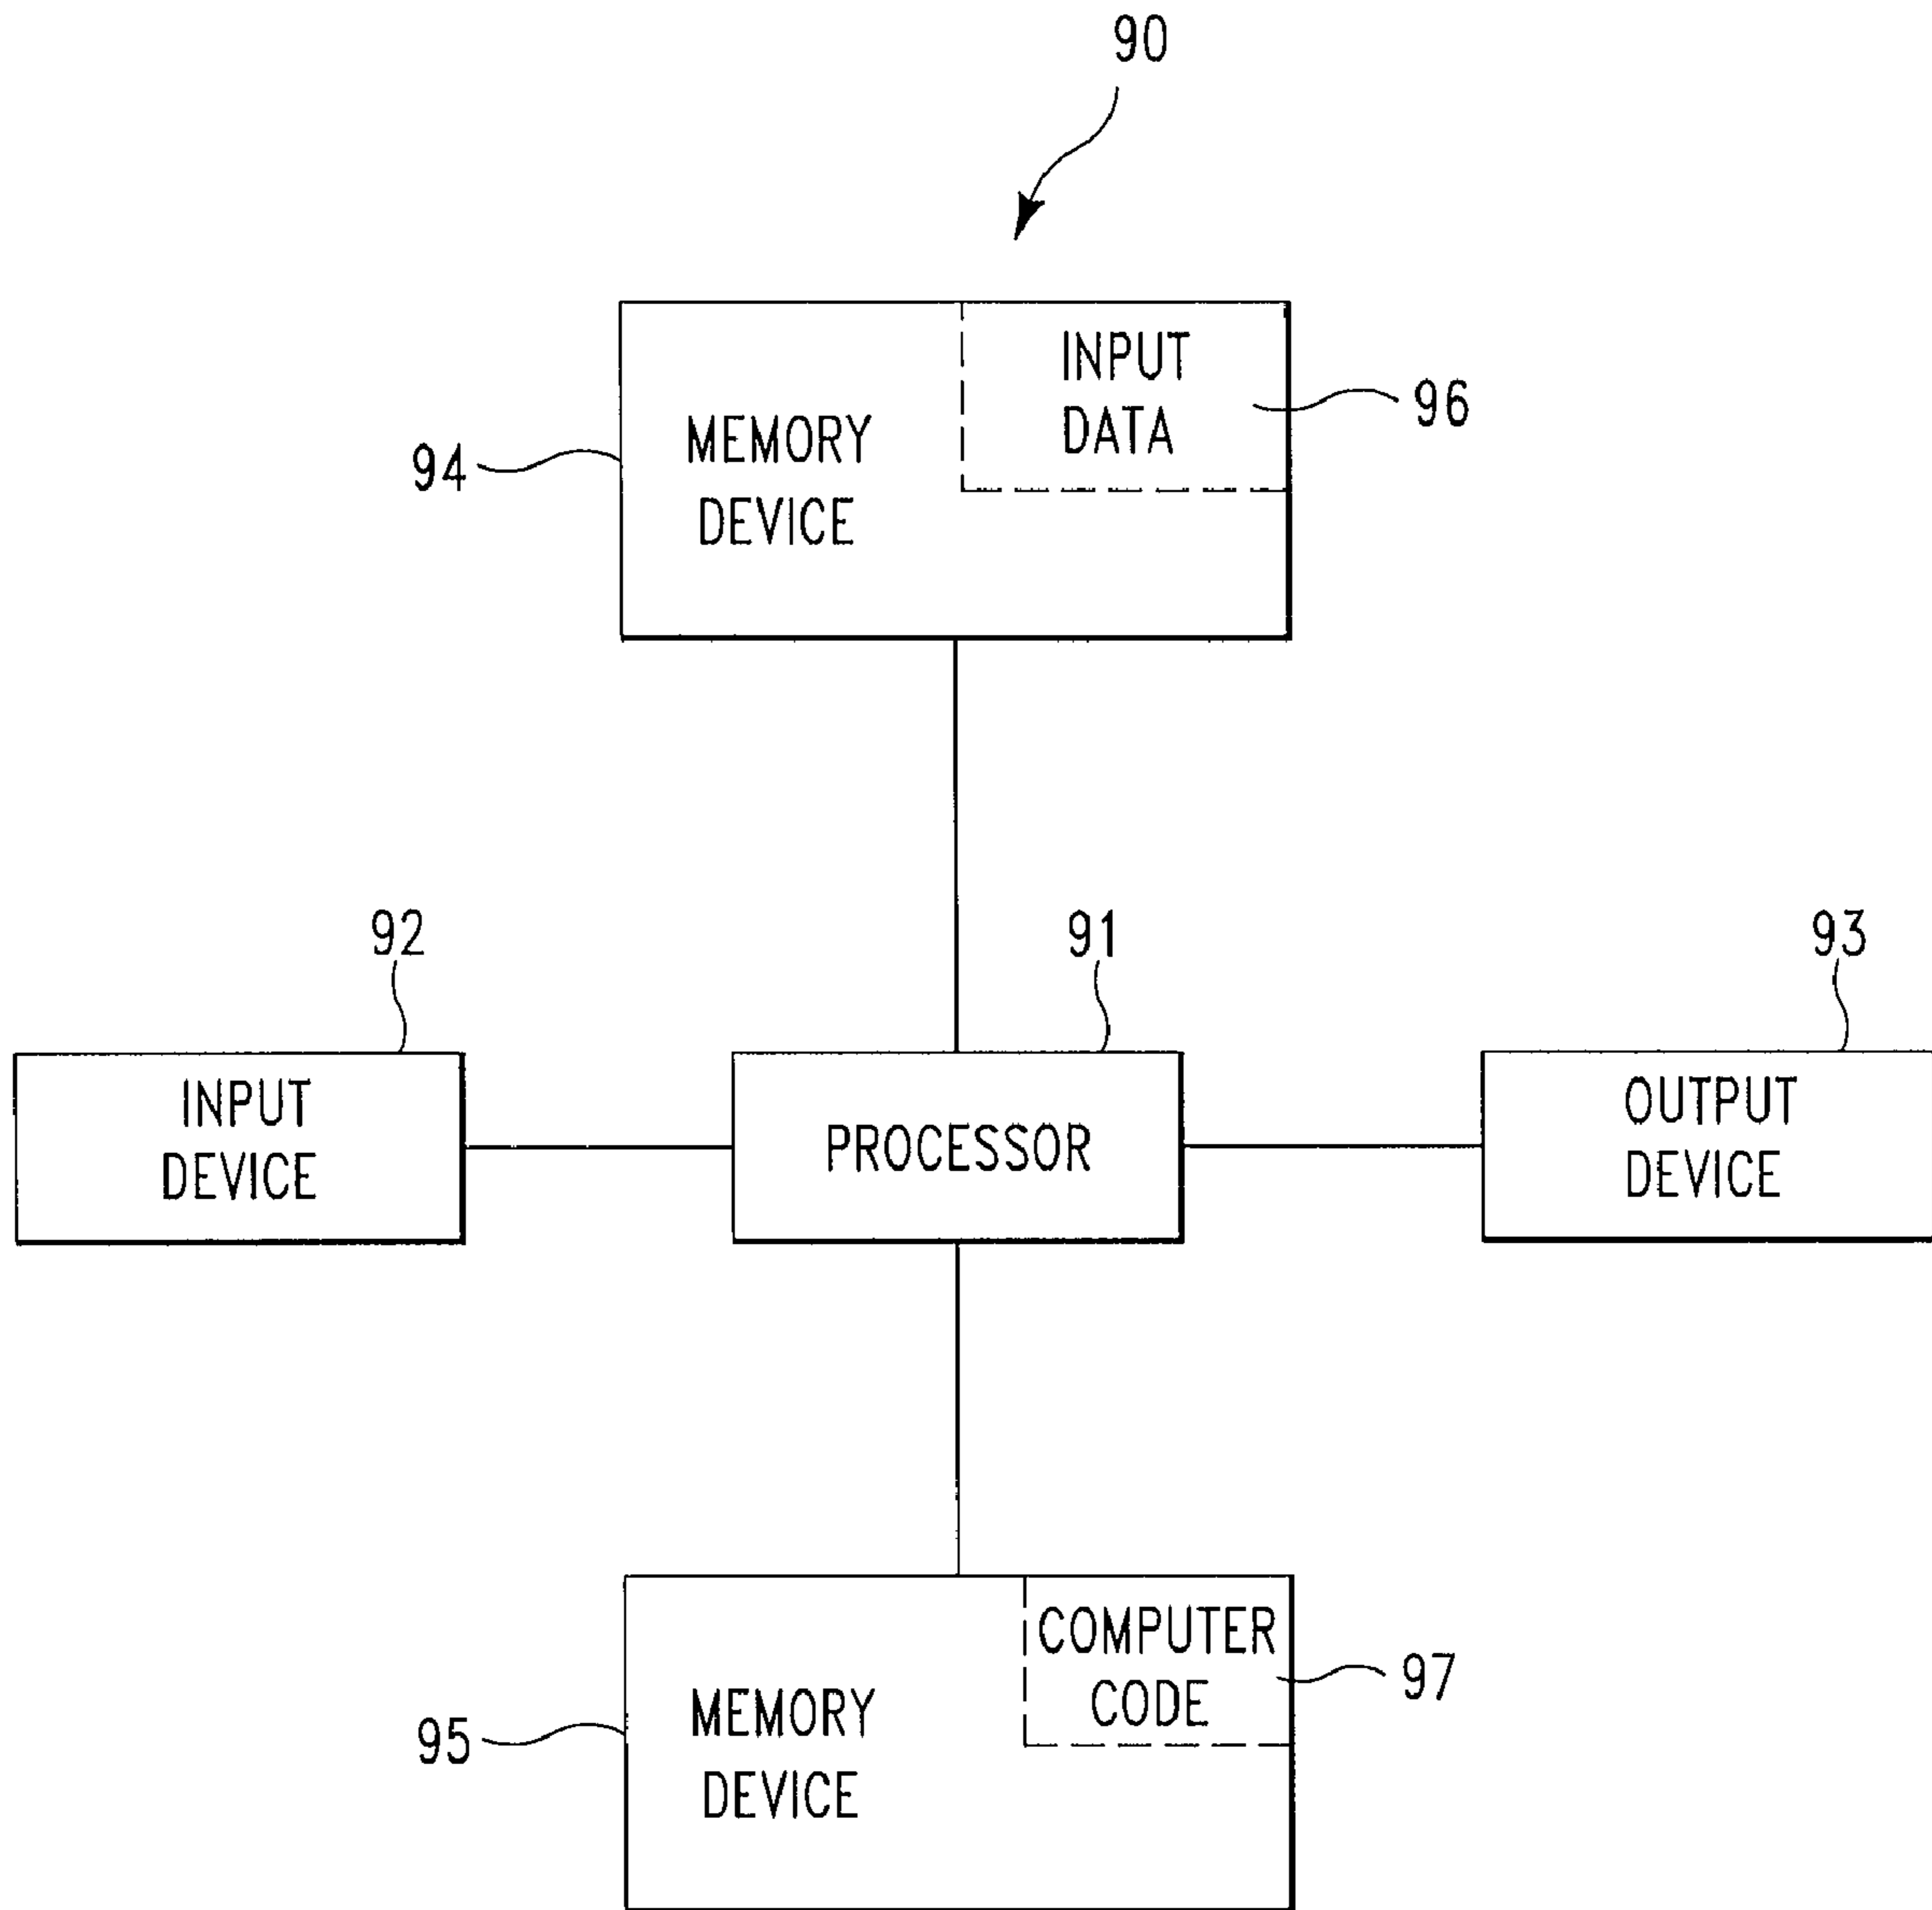 90
INPUT
DATA
96
MEMORY
DEVICE
94
92
91
93
INPUT
DEVICE
PROCESSOR
OUTPUT
DEVICE
COMPUTER
CODE
97
MEMORY
DEVICE
95